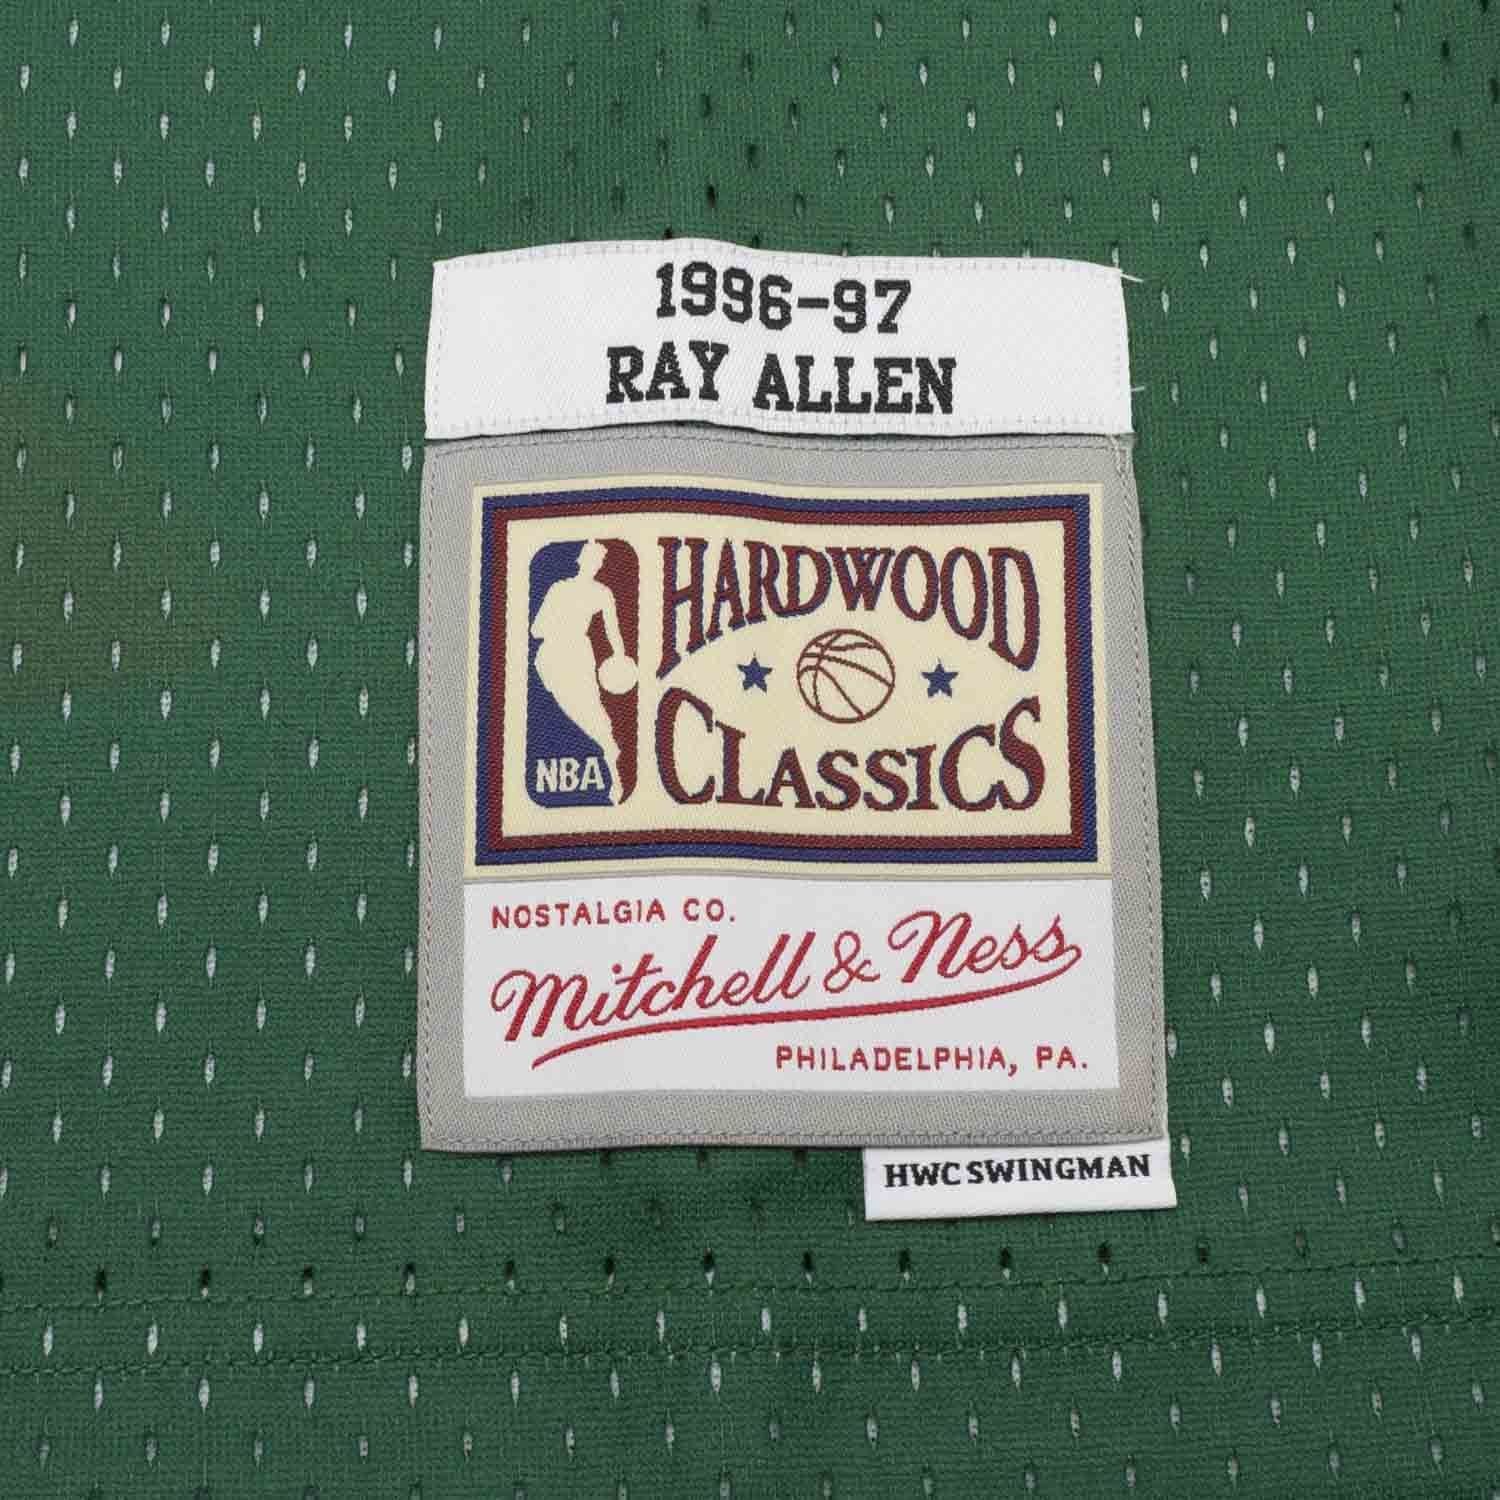 1996-97
RAY ALLEN
NBA
HARDWOOD
CLASSICS
NOSTALGIA CO.
Mitchell & Ness
PHILADELPHIA, PA.
HWC SWINGMAN